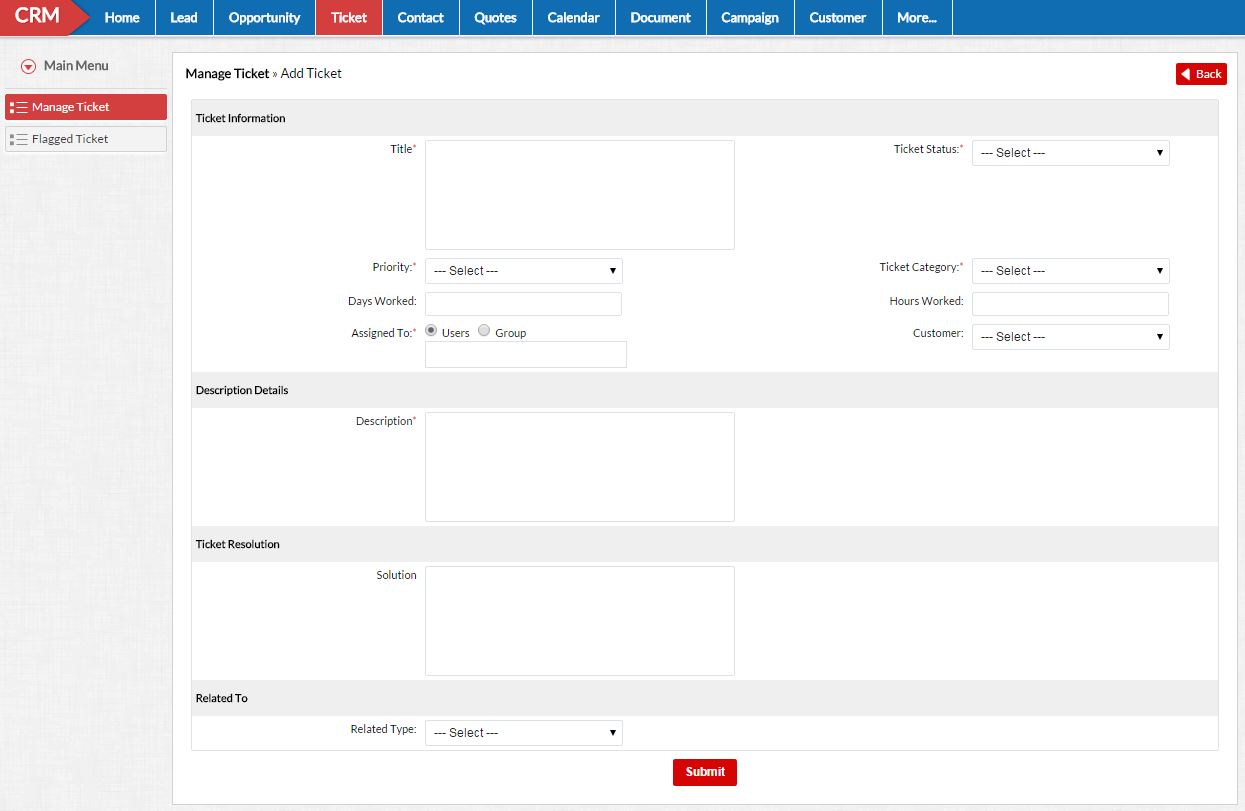 CRM Home Lead Opportunity Ticket Contact Quotes Calendar Document Campaign Customer More...
Main Menu
Manage Ticket
Flagged Ticket
Manage Ticket » Add Ticket
Back
Ticket Information
Title* Ticket Status:* --- Select ---
Priority:* --- Select --- Ticket Category:* --- Select ---
Days Worked: Hours Worked:
Assigned To:* Users Group Customer: --- Select ---
Description Details
Description*
Ticket Resolution
Solution
Related To
Related Type: --- Select ---
Submit